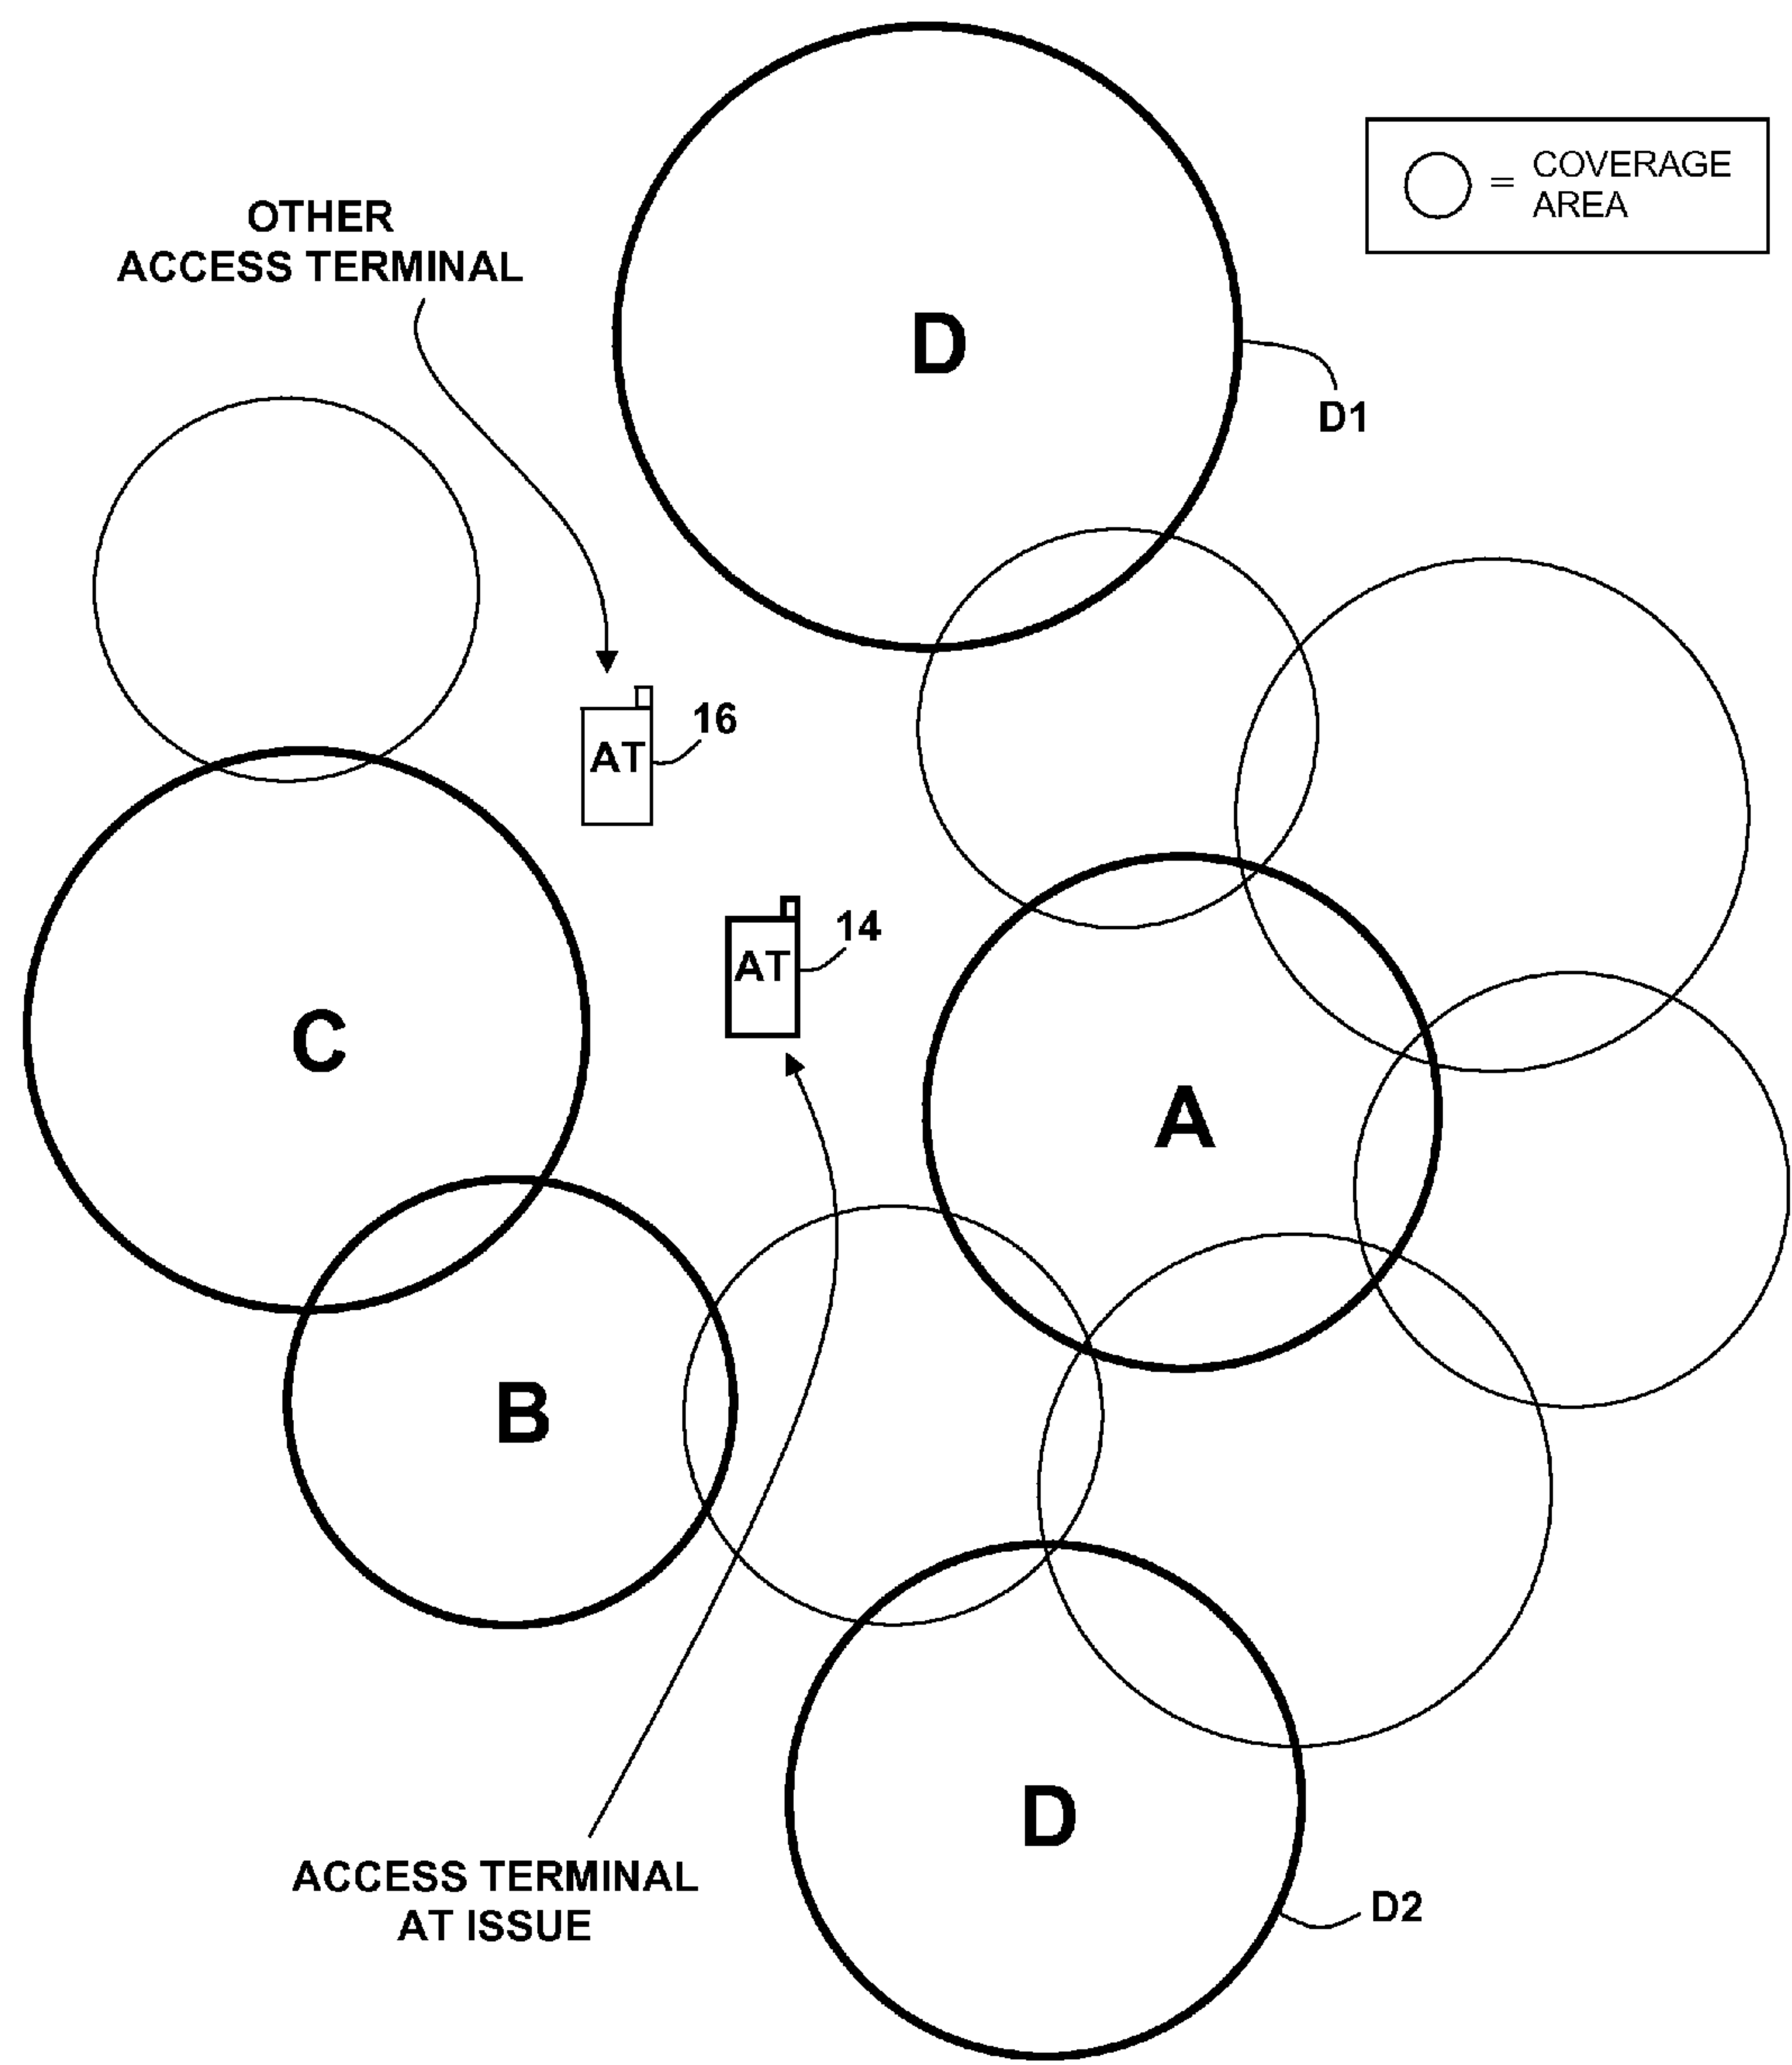 = COVERAGE
AREA
OTHER
ACCESS TERMINAL
D
D1
16
AT
14
AT
C
A
B
D
ACCESS TERMINAL
AT ISSUE
D2